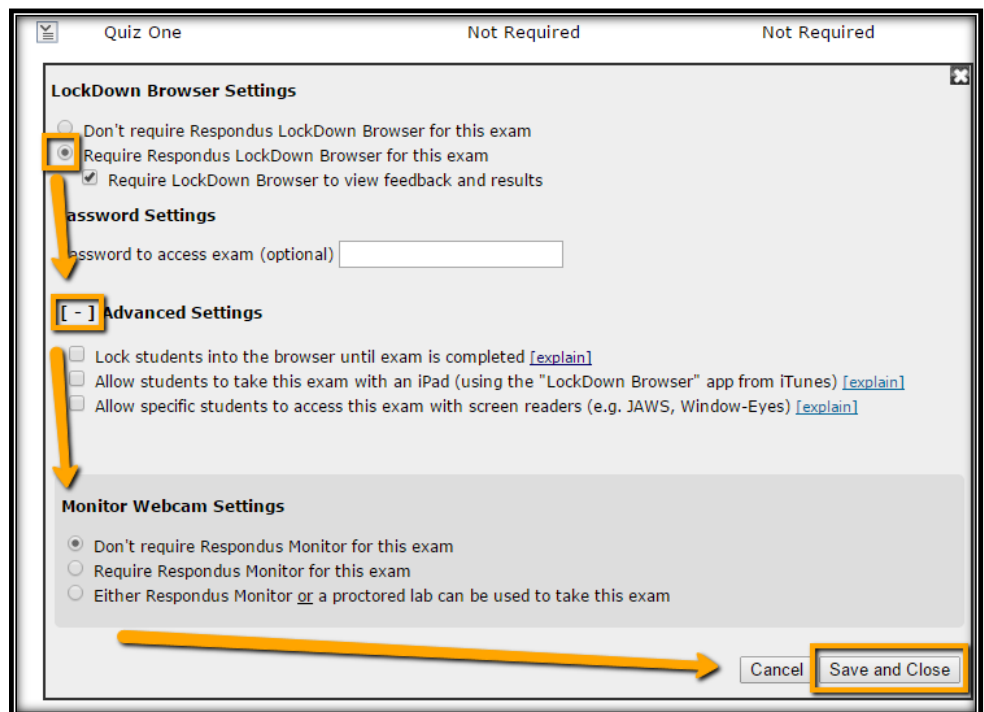 Quiz One Not Required Not Required
LockDown Browser Settings
Don't require Respondus LockDown Browser for this exam
Require Respondus LockDown Browser for this exam
Require LockDown Browser to view feedback and results
assword Settings
assword to access exam (optional)
[ - ] Advanced Settings
Lock students into the browser until exam is completed [explain]
Allow students to take this exam with an iPad (using the "LockDown Browser" app from iTunes) [explain]
Allow specific students to access this exam with screen readers (e.g. JAWS, Window-Eyes) [explain]
Monitor Webcam Settings
Don't require Respondus Monitor for this exam
Require Respondus Monitor for this exam
Either Respondus Monitor or a proctored lab can be used to take this exam
Cancel Save and Close